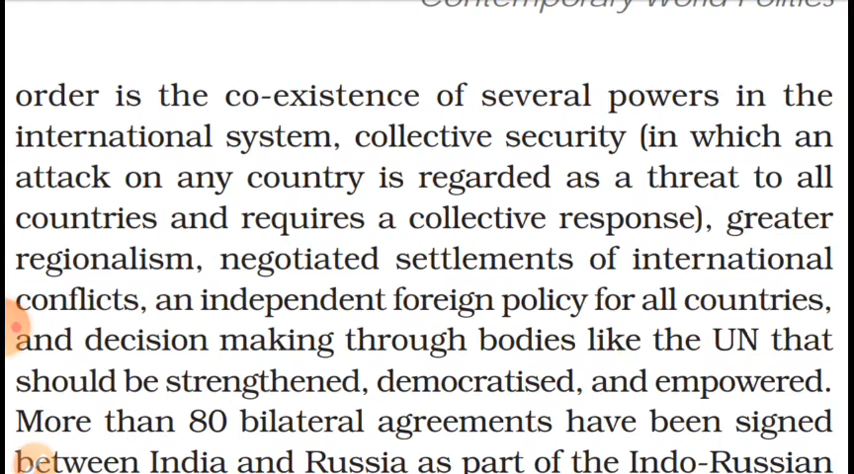 Contemporary World Politics
order is the co-existence of several powers in the
international system, collective security (in which an
attack on any country is regarded as a threat to all
countries and requires a collective response), greater
regionalism, negotiated settlements of international
conflicts, an independent foreign policy for all countries,
and decision making through bodies like the UN that
should be strengthened, democratised, and empowered.
More than 80 bilateral agreements have been signed
between India and Russia as part of the Indo-Russian